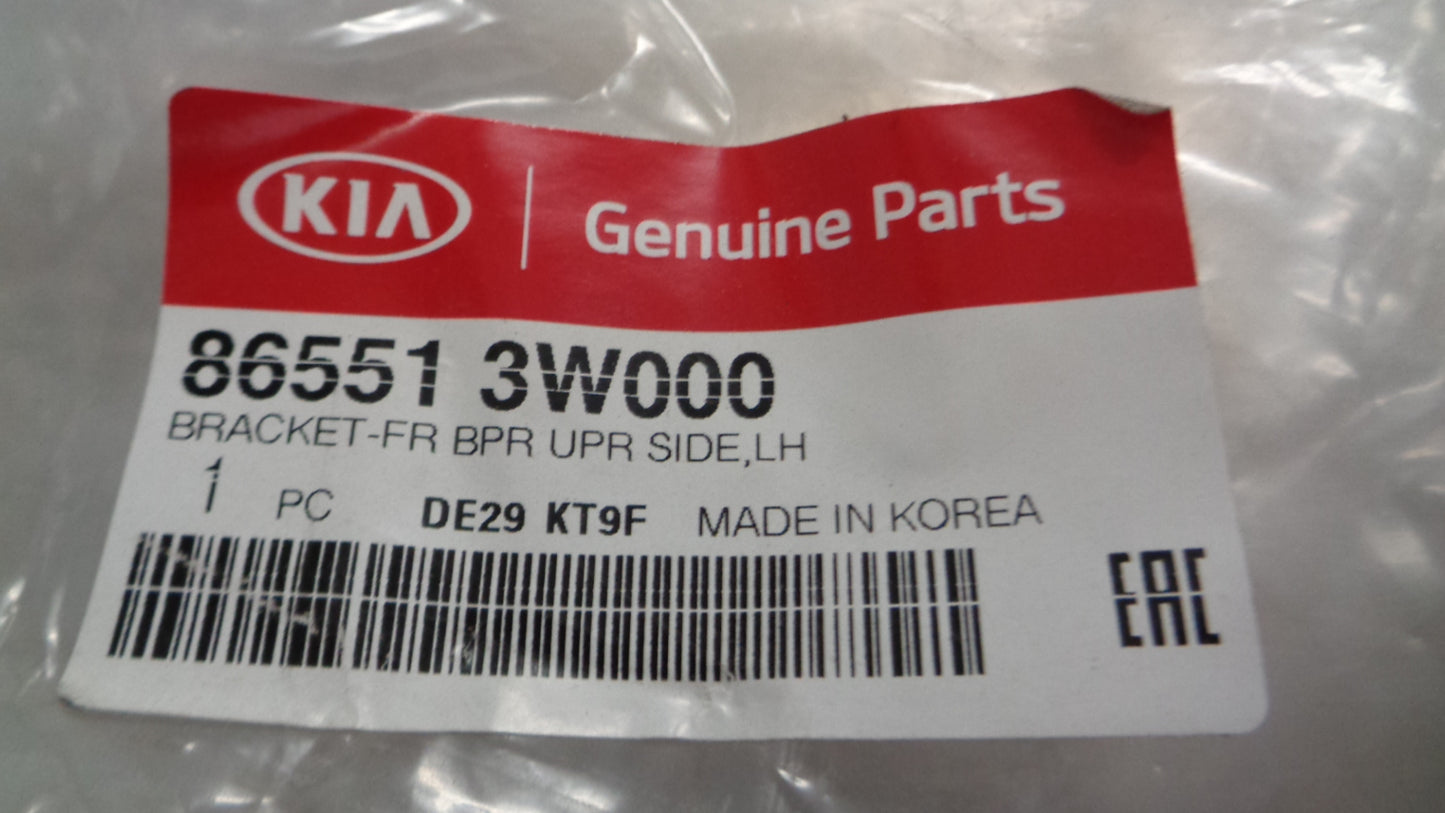 KIA Genuine Parts
86551 3W000
BRACKET-FR BPR UPR SIDE,LH
1 PC DE29 KT9F MADE IN KOREA
EAC